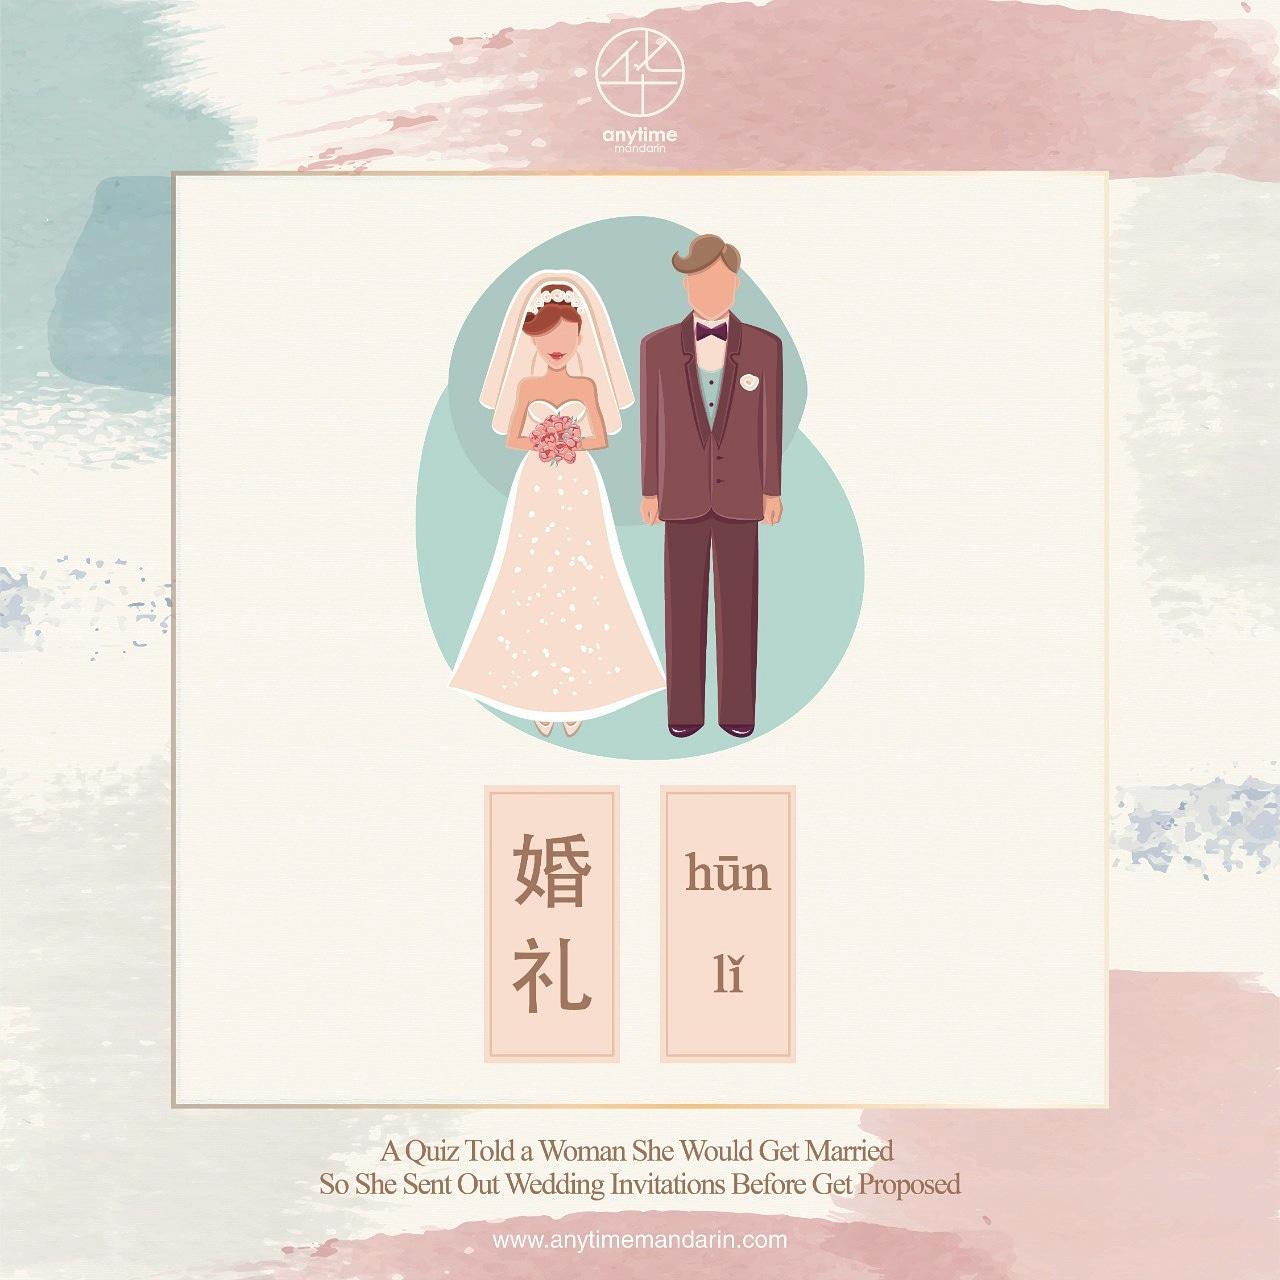 华
anytime
mandarin
婚
礼
hūn
lǐ
A Quiz Told a Woman She Would Get Married
So She Sent Out Wedding Invitations Before Get Proposed
www.anytimemandarin.com